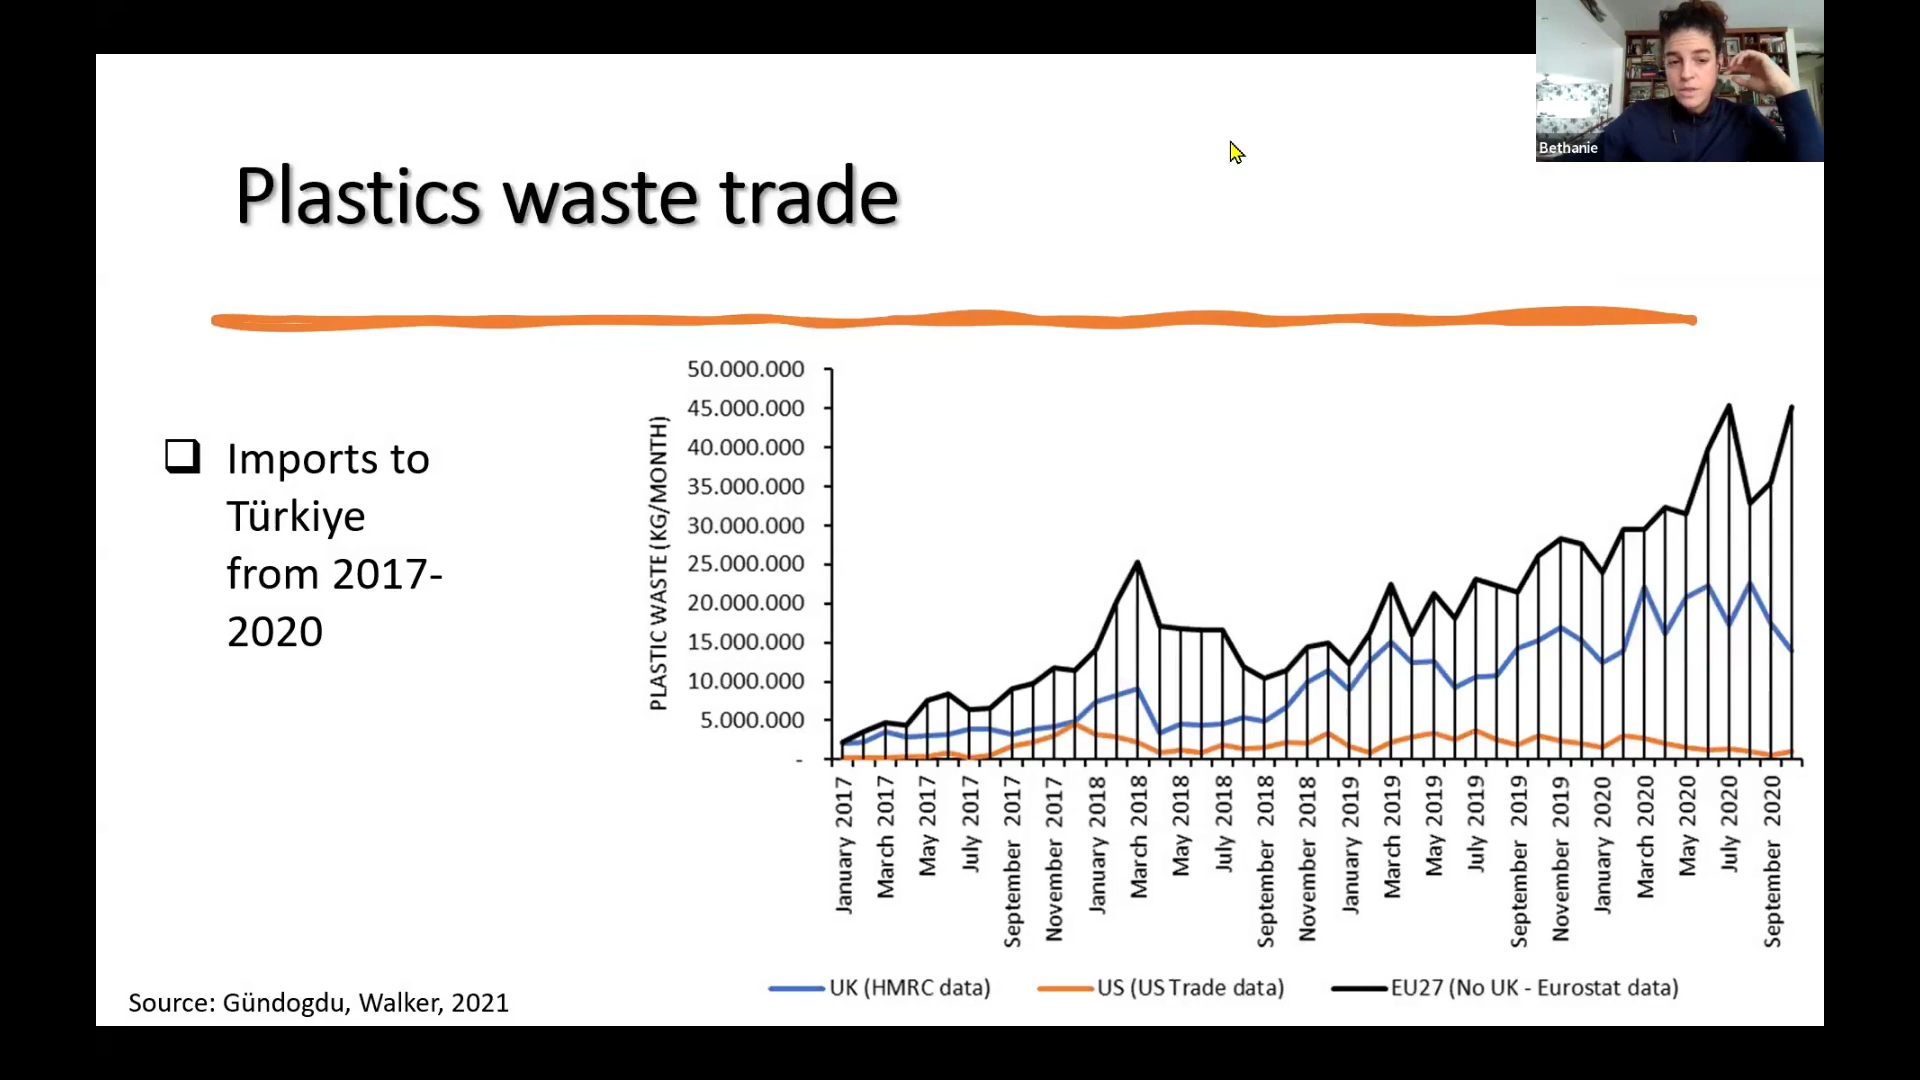 Bethanie
Plastics waste trade
❑ Imports to
Türkiye
from 2017-
2020
PLASTIC WASTE (KG/MONTH)
50.000.000
45.000.000
40.000.000
35.000.000
30.000.000
25.000.000
20.000.000
15.000.000
10.000.000
5.000.000
-
January 2017
March 2017
May 2017
July 2017
September 2017
November 2017
January 2018
March 2018
May 2018
July 2018
September 2018
November 2018
January 2019
March 2019
May 2019
July 2019
September 2019
November 2019
January 2020
March 2020
May 2020
July 2020
September 2020
UK (HMRC data)
US (US Trade data)
EU27 (No UK - Eurostat data)
Source: Gündogdu, Walker, 2021